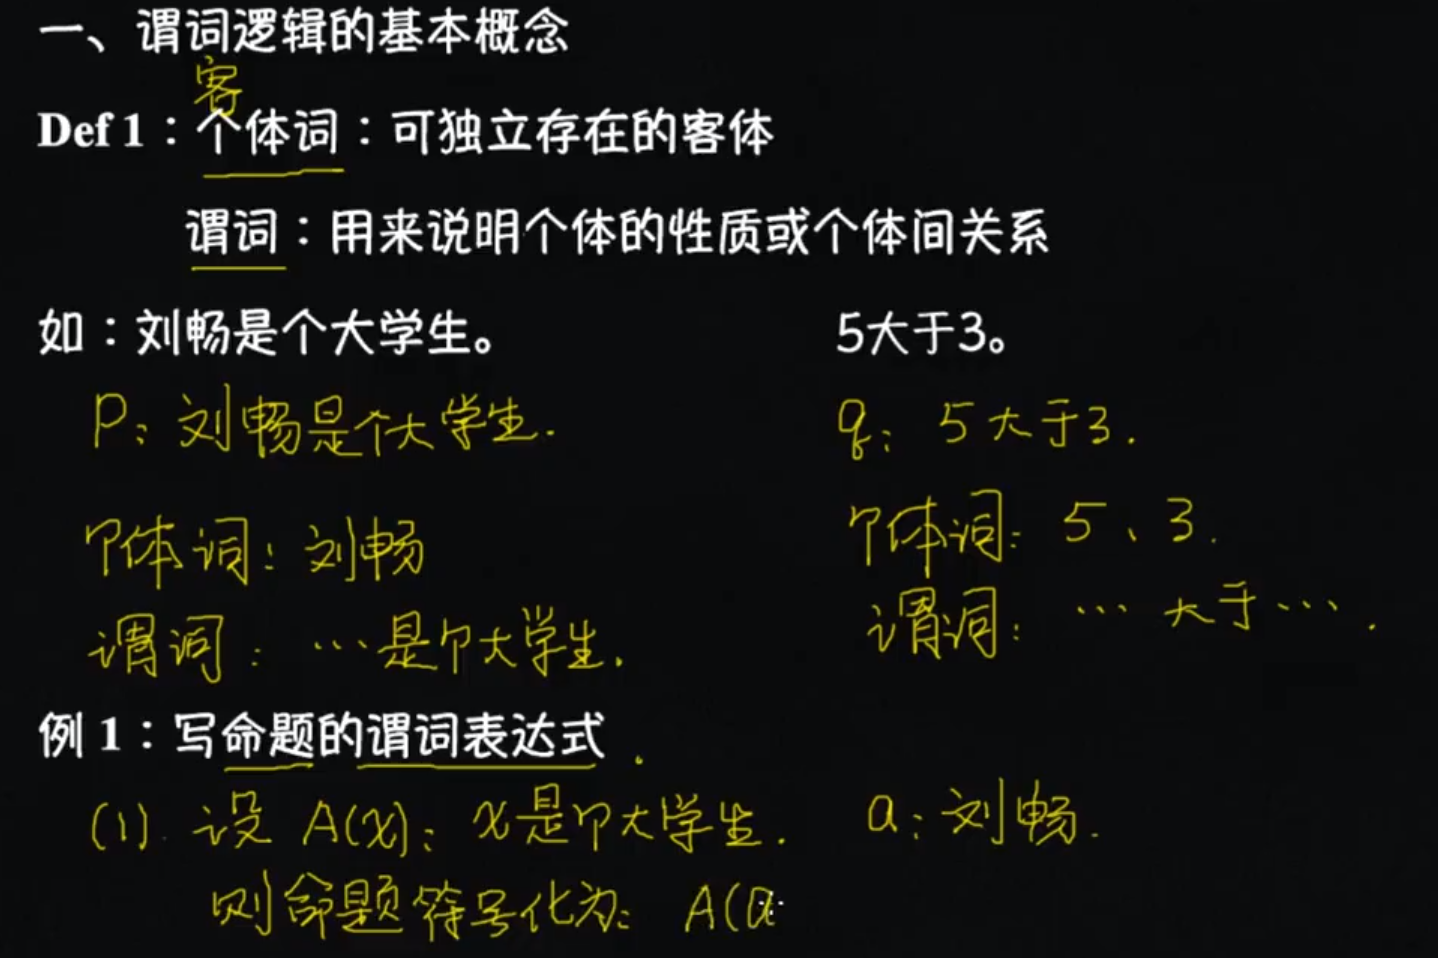 一、谓词逻辑的基本概念
客
Def 1：个体词：可独立存在的客体
谓词：用来说明个体的性质或个体间关系
如：刘畅是个大学生。 5大于3。
P：刘畅是个大学生. q：5大于3.
个体词：刘畅 个体词：5、3.
谓词：…是个大学生. 谓词：…大于….
例 1：写命题的谓词表达式.
(1). 设 A(x)：x是个大学生. a：刘畅.
则命题符号化为：A(a